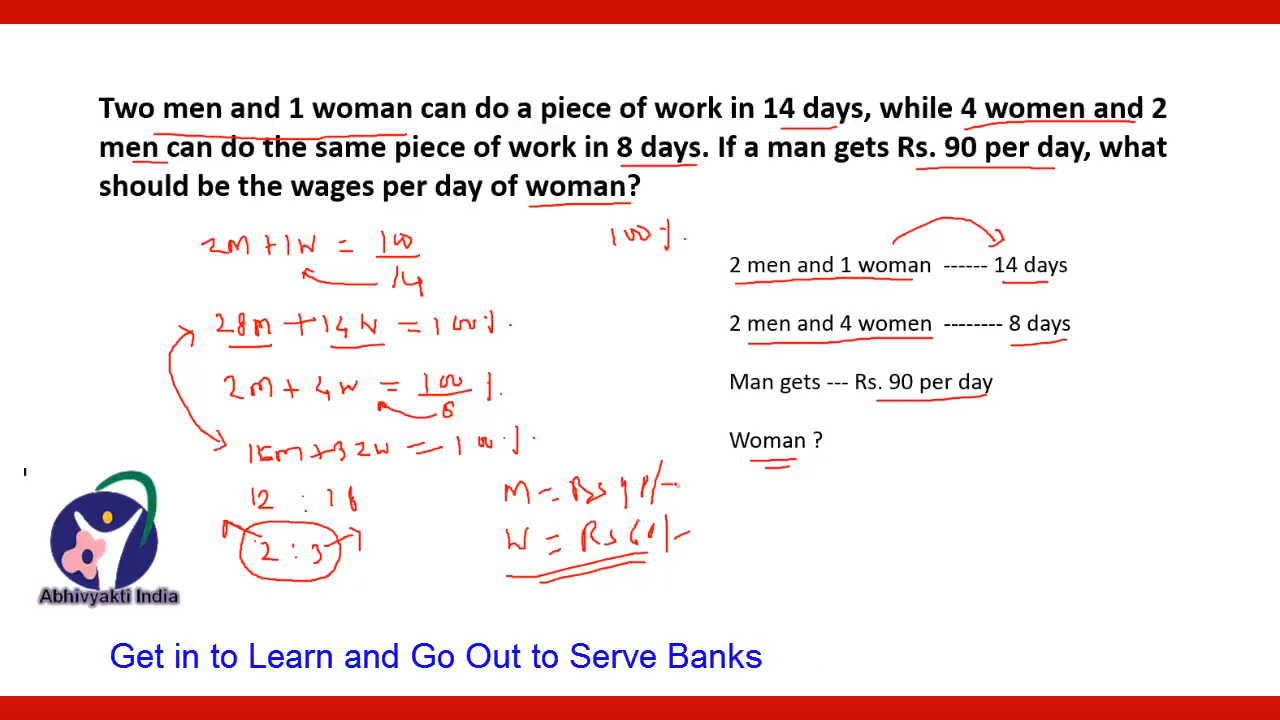 Two men and 1 woman can do a piece of work in 14 days, while 4 women and 2
men can do the same piece of work in 8 days. If a man gets Rs. 90 per day, what
should be the wages per day of woman?
2M + 1W = 100/14
100%.
2 men and 1 woman ------ 14 days
28M + 14W = 100%.
2 men and 4 women -------- 8 days
2M + 4W = 100/8 %.
Man gets --- Rs. 90 per day
16M + 32W = 100%.
Woman ?
12 : 18
M = Rs 90/-
2 : 3
W = Rs 60/-
Abhivyakti India
Get in to Learn and Go Out to Serve Banks